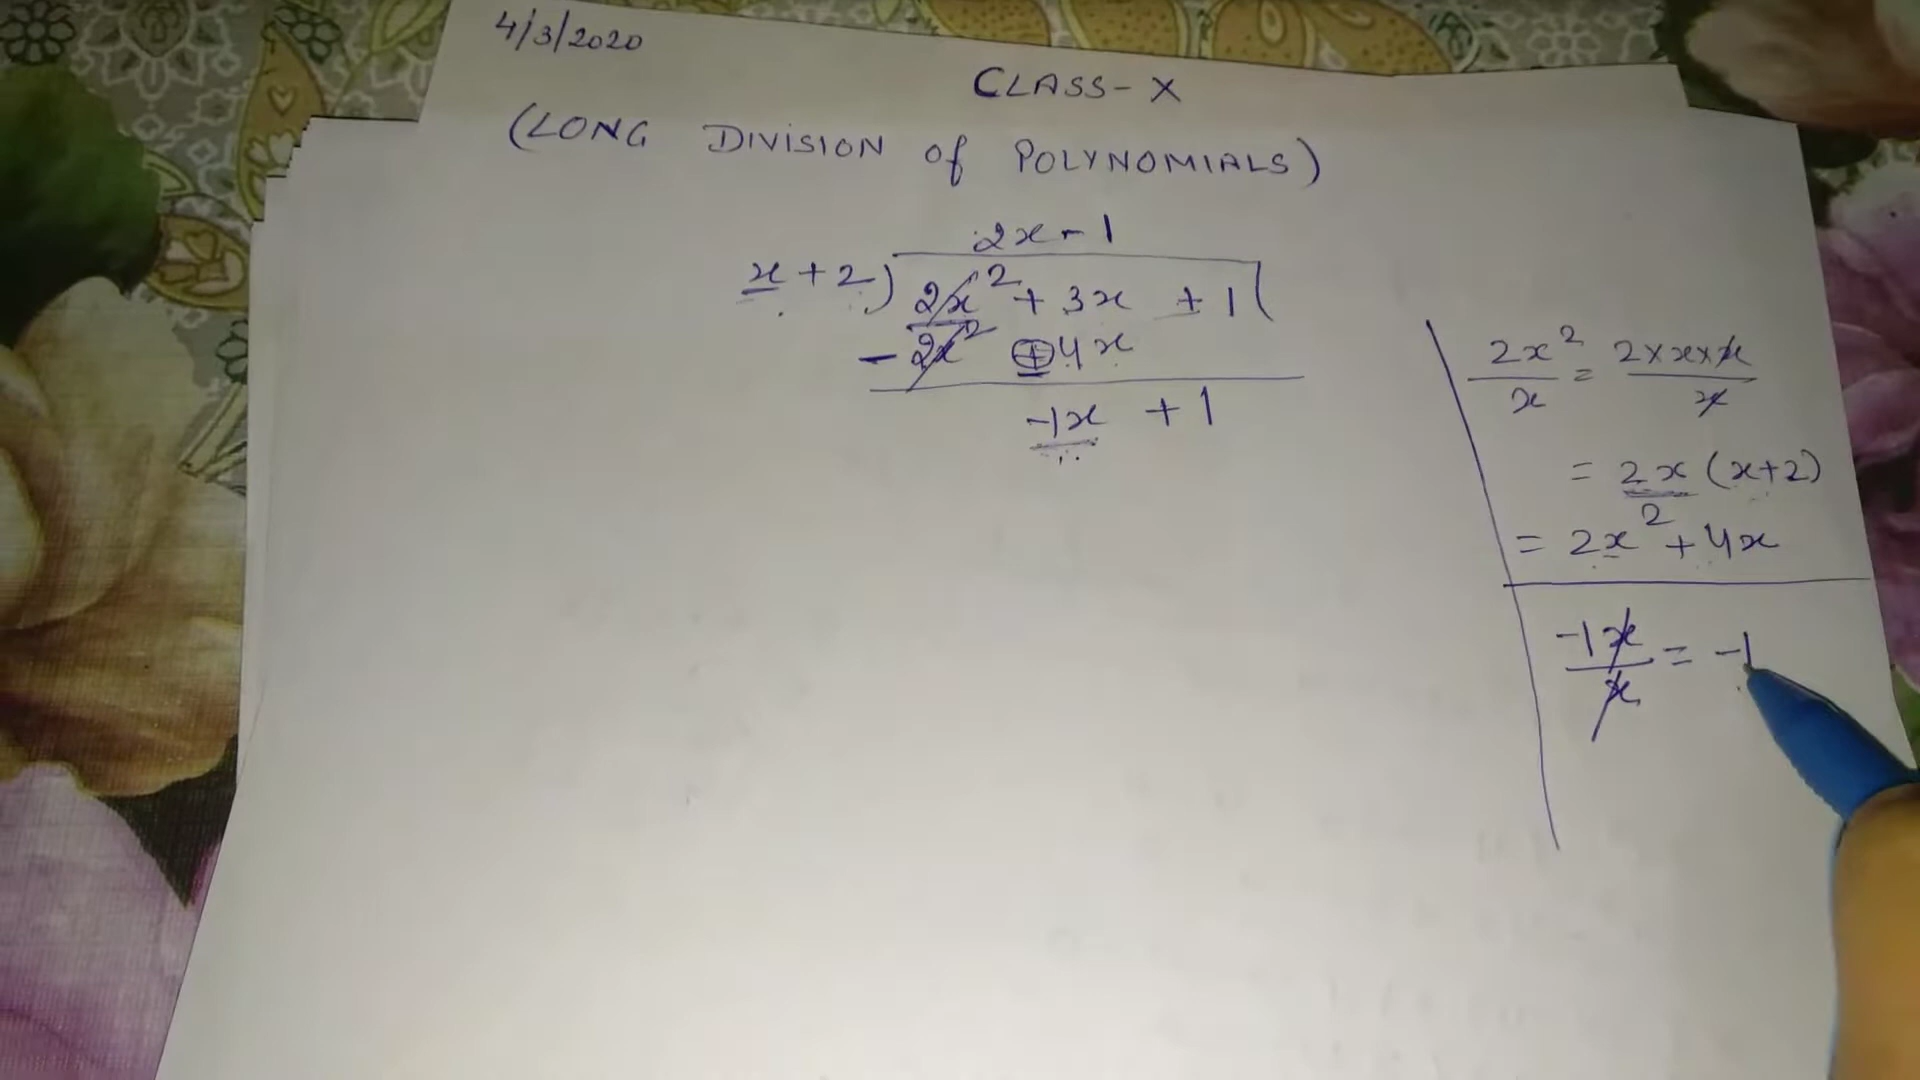 4/3/2020
CLASS - X
(LONG DIVISION of POLYNOMIALS)
2x - 1
x + 2) 2x² + 3x + 1(
- 2x² + 4x
-1x + 1
2x²/x = 2×x×x/x
= 2x (x+2)
= 2x² + 4x
-1x/x = -1